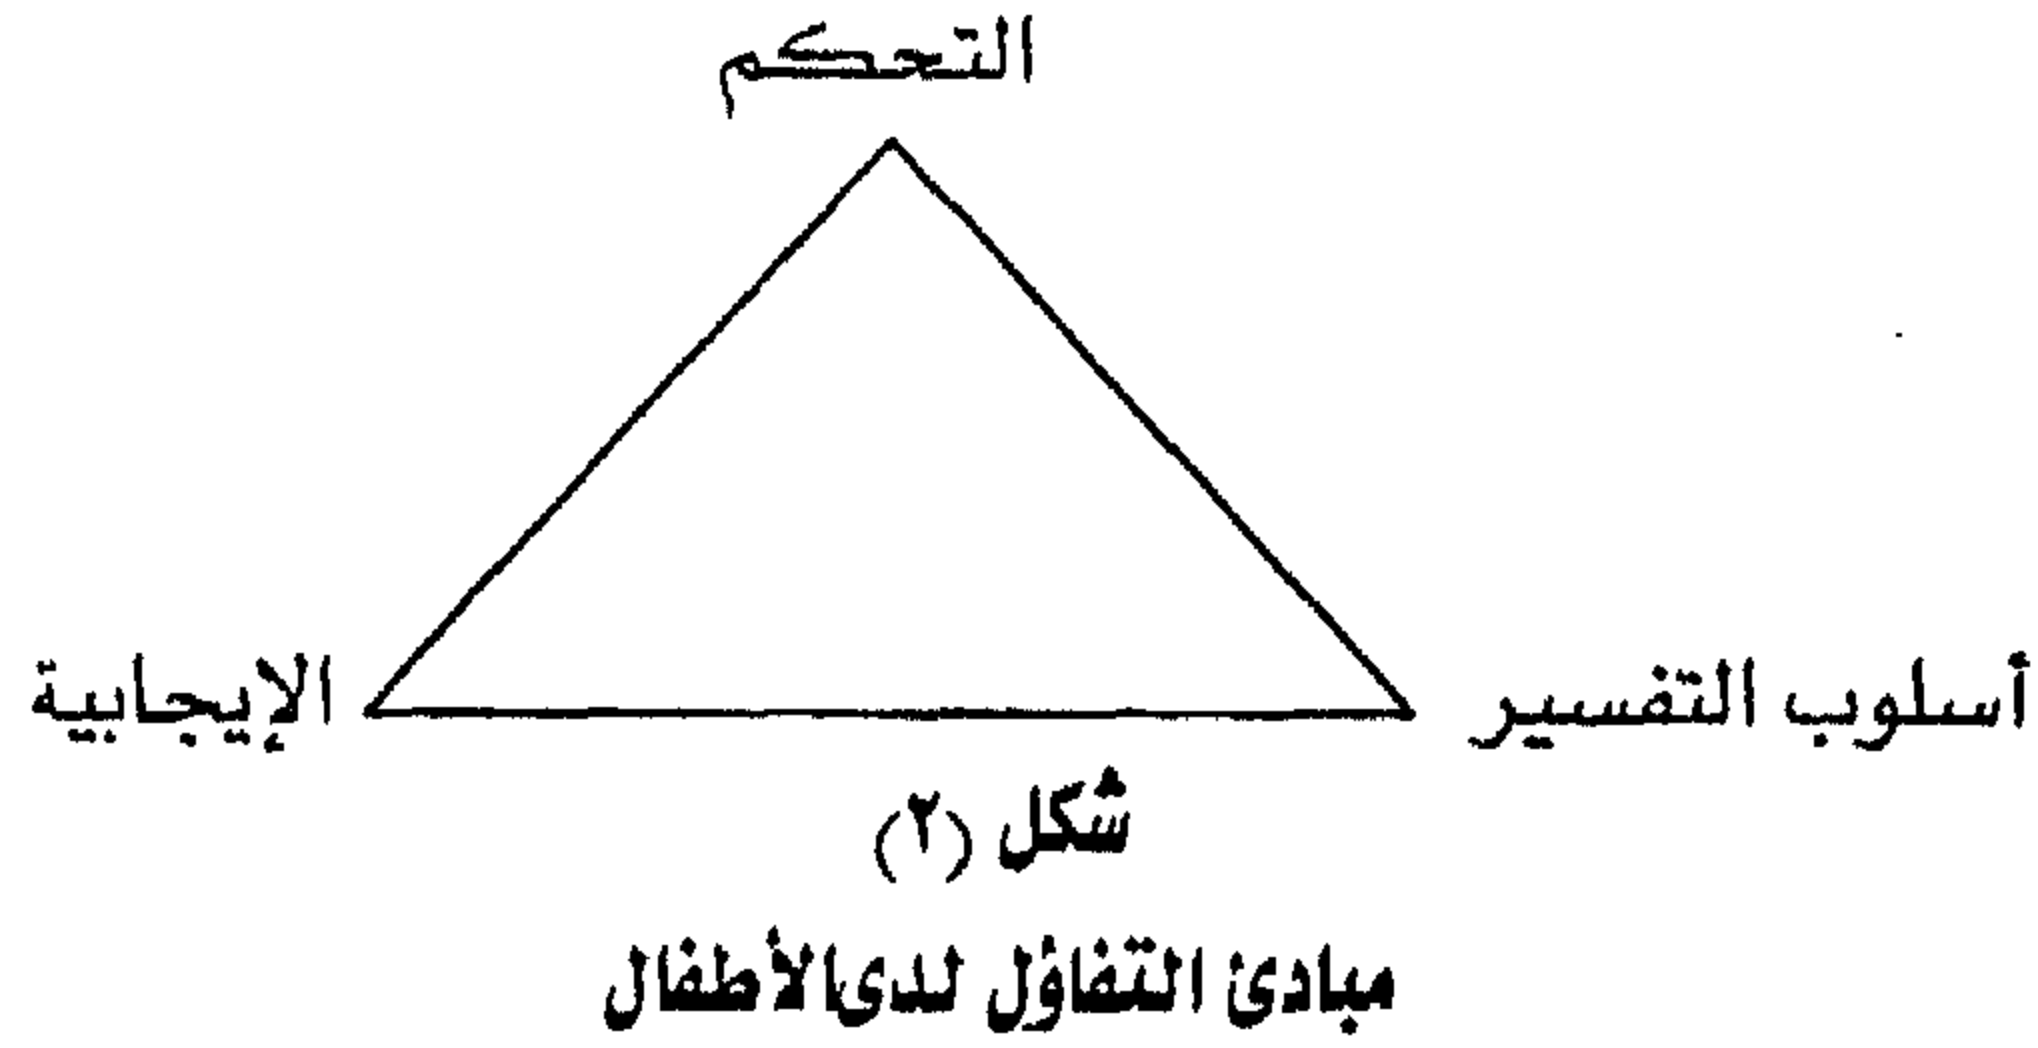 التحكم
أسلوب التفسير
الإيجابية
شكل (٢)
مبادئ التفاؤل لدى الأطفال